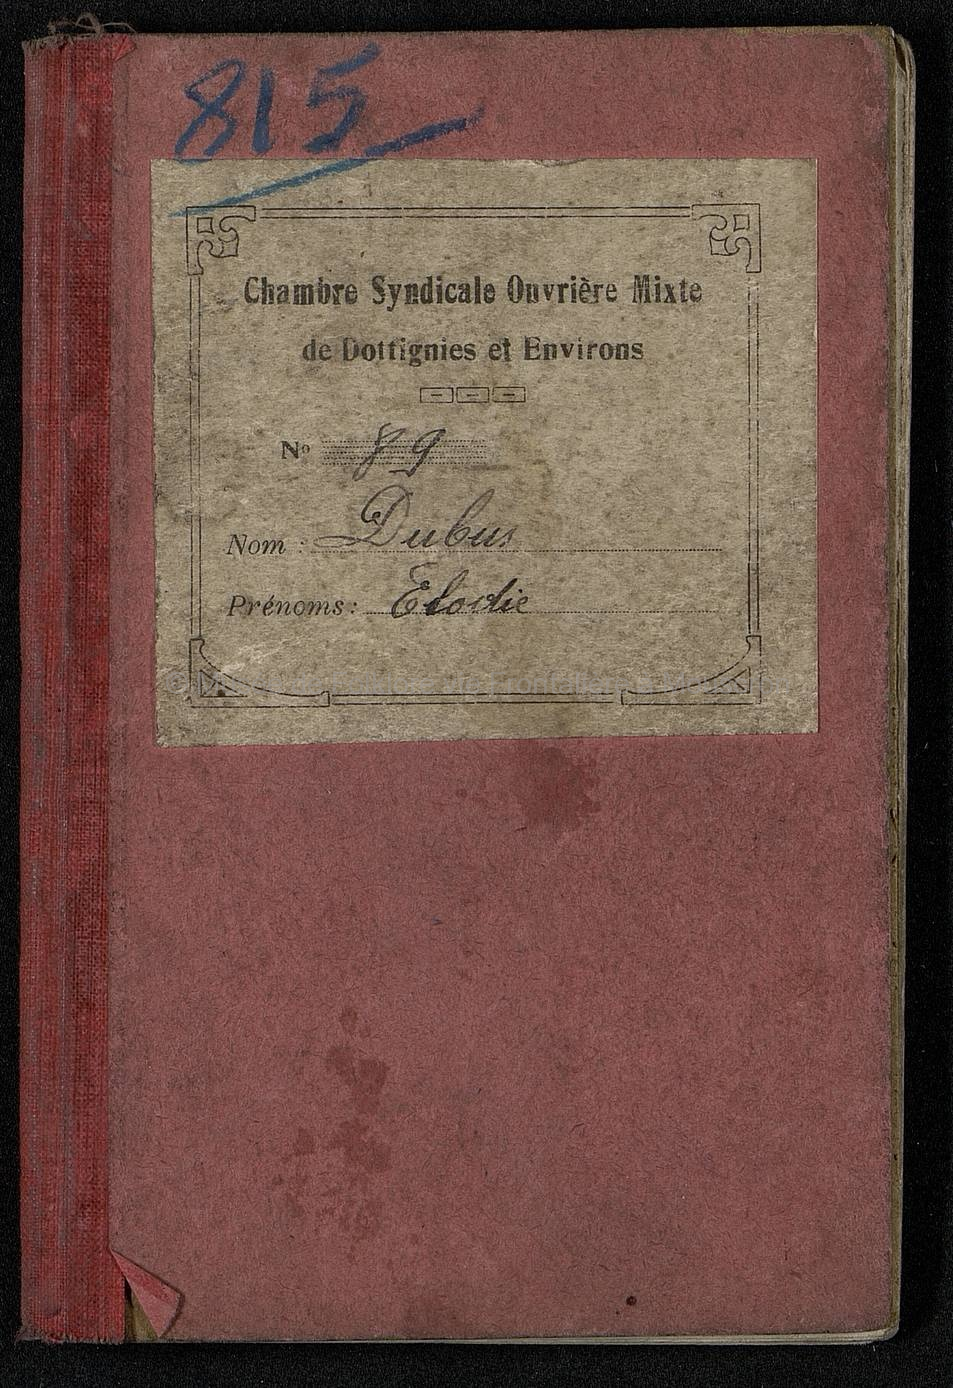 815
Chambre Syndicale Ouvrière Mixte
de Dottignies et Environs
Nº 89
Nom : Dubus
Prénoms : Elodie